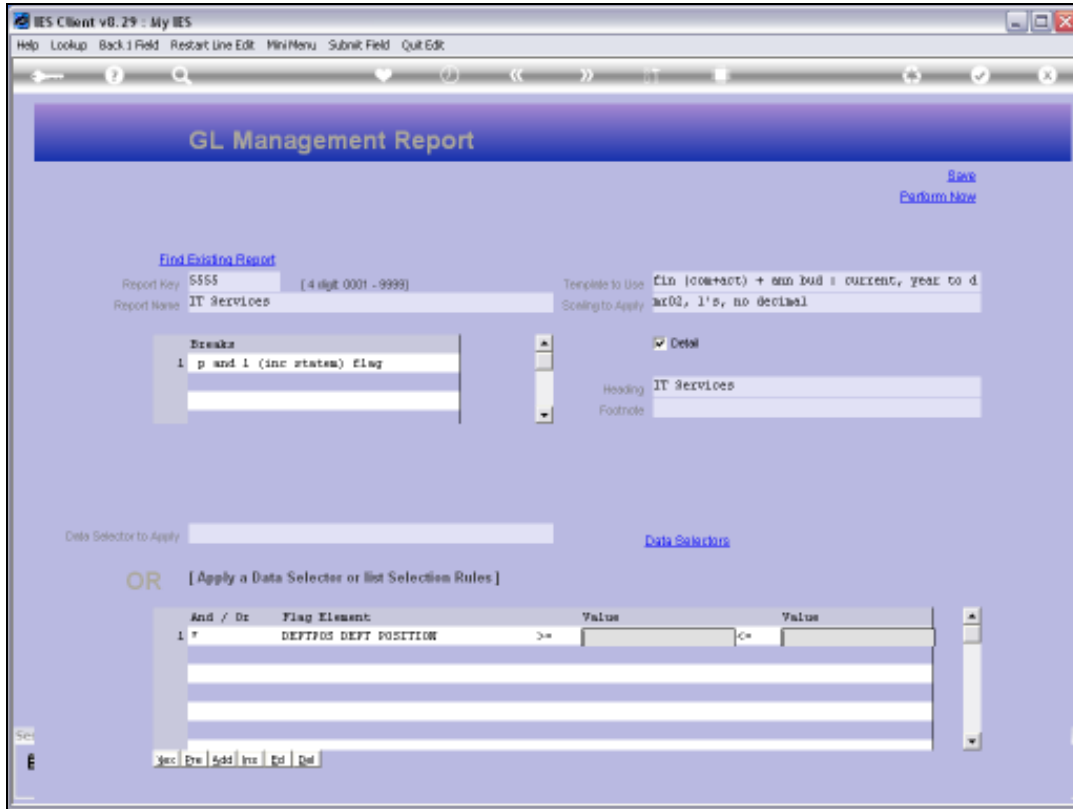 IES Client v8.29 : My IES
Help Lookup Back 1 Field Restart Line Edit MiniMenu Submit Field Quit Edit
GL Management Report
Save
Perform Now
Find Existing Report
Report Key 5555 [ 4 digit 0001 - 9999] Template to Use fin (com+act) + ann bud : current, year to d
Report Name IT Services Scaling to Apply mr02, 1's, no decimal
Breaks
1 p and l (inc statem) flag
Detail
Heading IT Services
Footnote
Data Selector to Apply Data Selectors
OR [ Apply a Data Selector or list Selection Rules ]
And / Or Flag Element Value Value
1 * DEPTPOS DEPT POSITION >= <=
Nex Pre Add Ins Ed Del